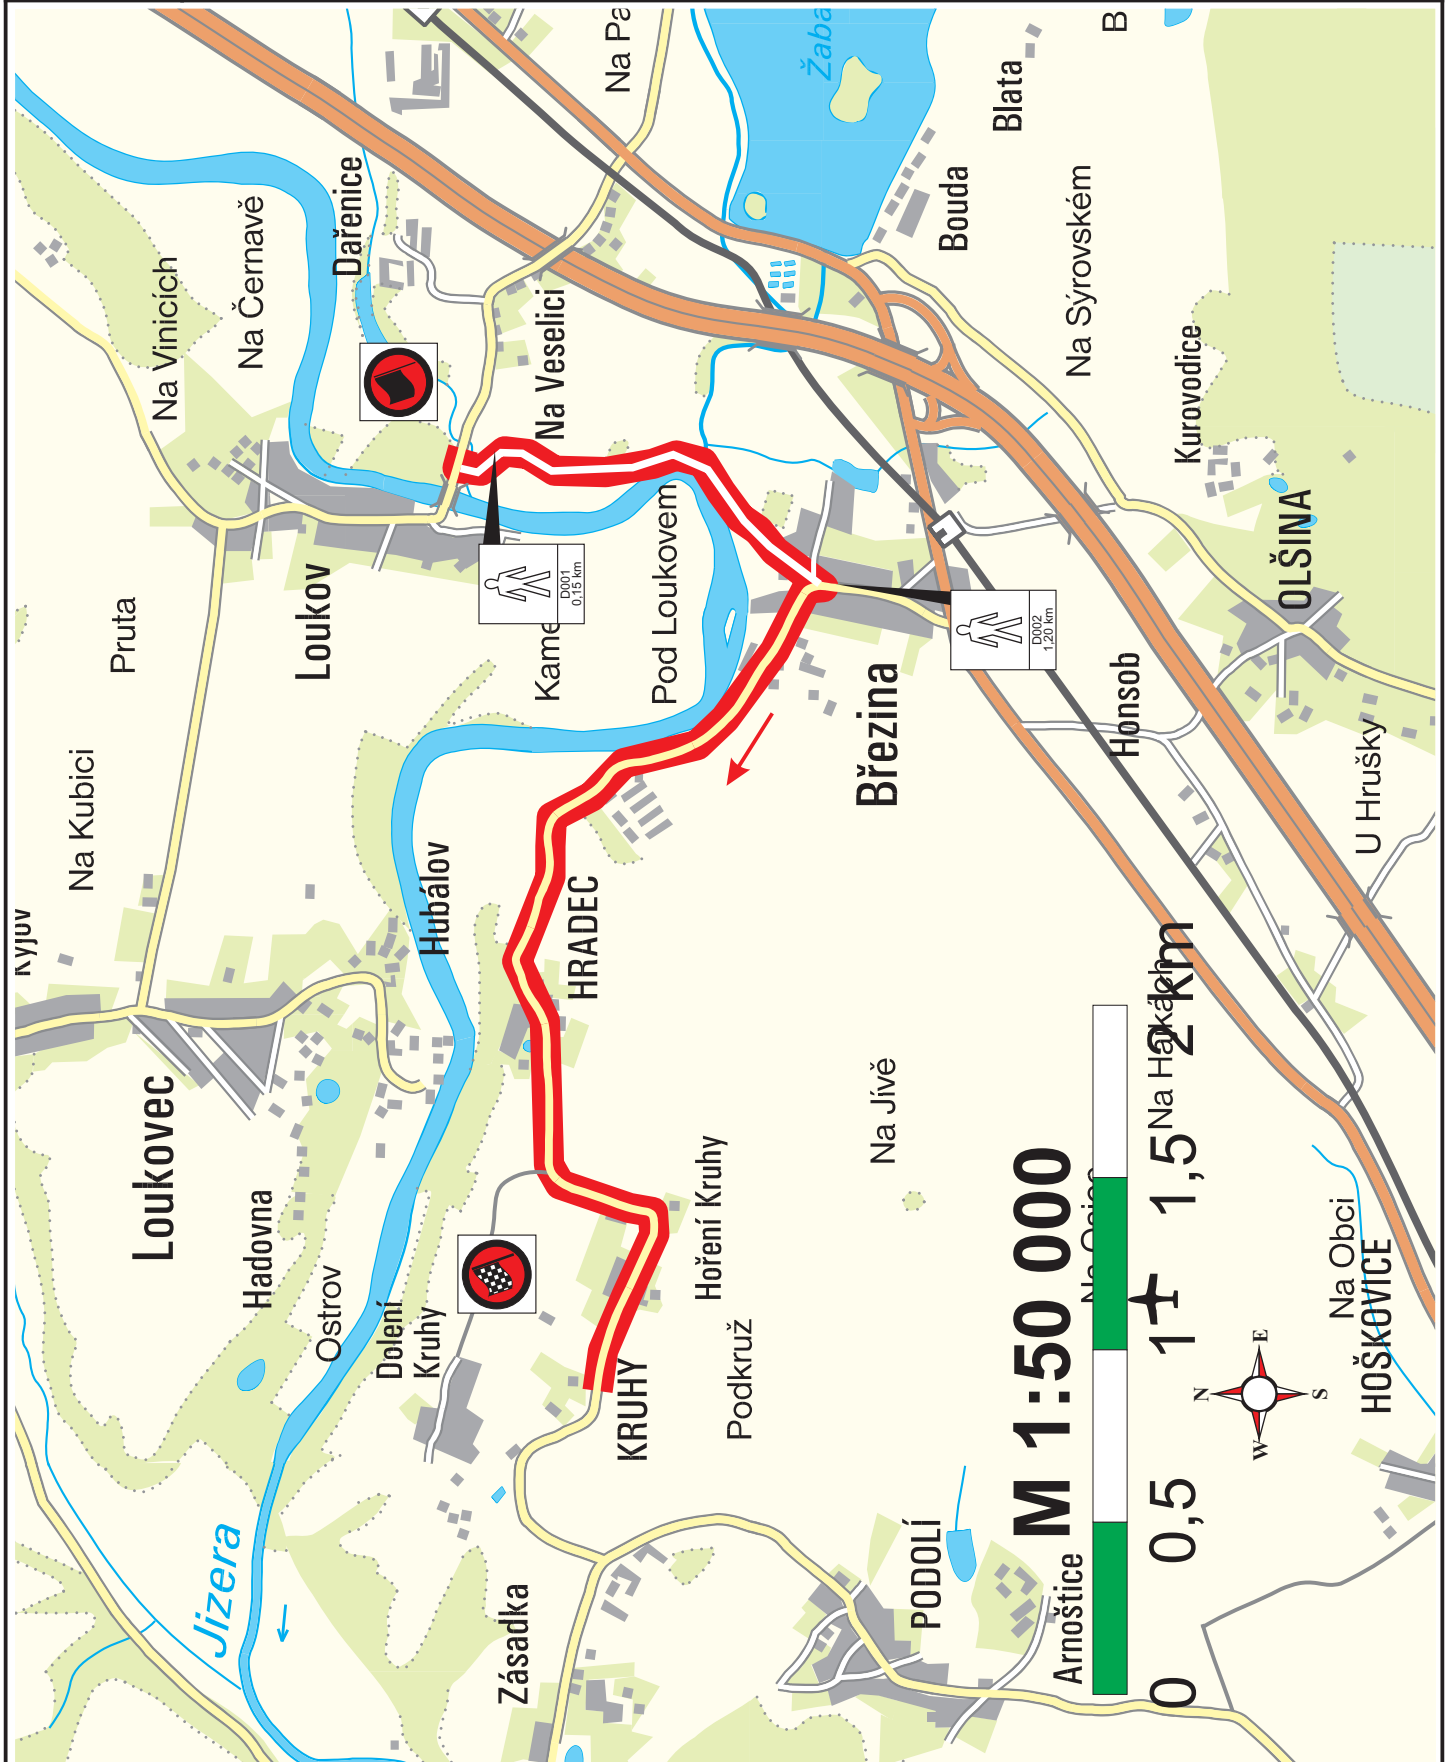 Na Pa
Žaba
B
Blata
Dařenice
Na Černavě
Na Vinicích
Na Veselici
Bouda
Na Sýrovském
Kurovodice
Loukov
Pruta
Kame
Pod Loukovem
D001
0,15 km
D002
1,20 km
OLŠINA
Březina
Honsob
U Hrušky
Na Kubici
Kyjov
Hubálov
HRADEC
Loukovec
Hadovna
Ostrov
Dolení
Kruhy
Hoření Kruhy
Na Jívě
Podkruž
KRUHY
Na Obci
HOŠKOVICE
Jizera
Zásadka
PODOLÍ
Arnoštice
M 1:50 000
0
0,5
1
1,5
2 km
N
E
S
W